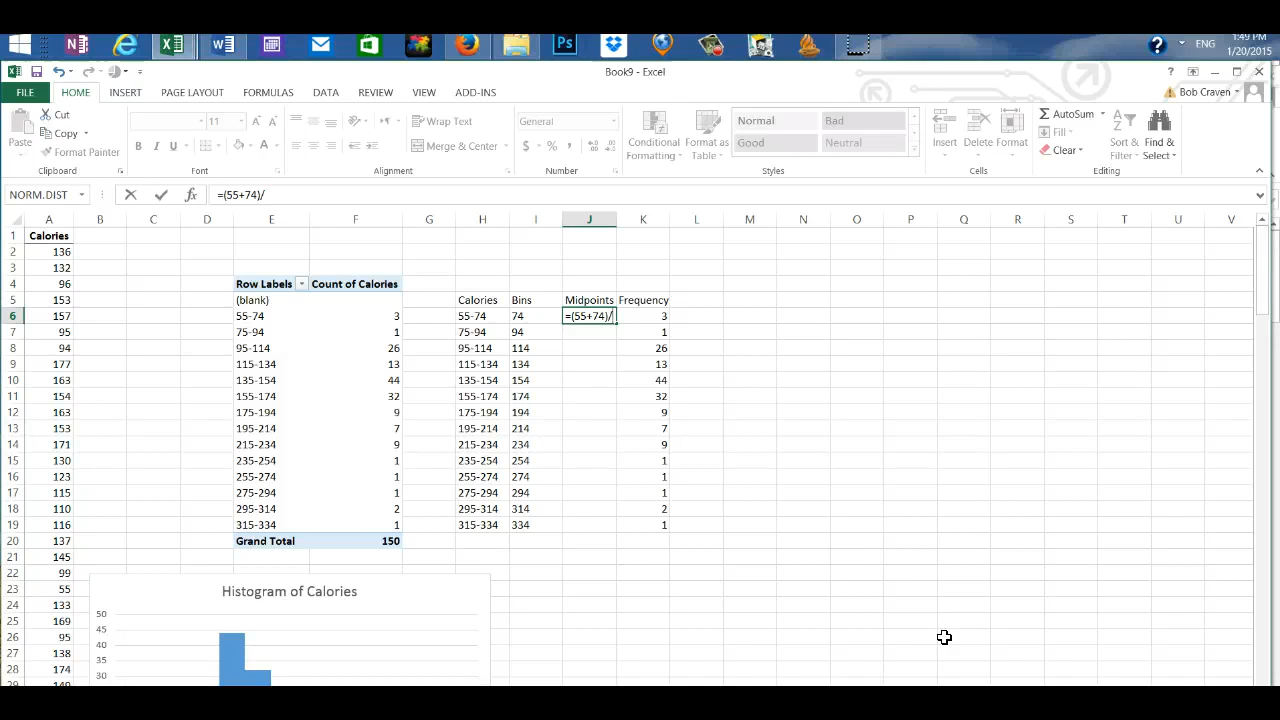 1:49 PM
ENG
1/20/2015
Book9 - Excel
FILE HOME INSERT PAGE LAYOUT FORMULAS DATA REVIEW VIEW ADD-INS Bob Craven
Paste
Cut
Copy
Format Painter
Clipboard
11
Font
Wrap Text
Merge & Center
Alignment
General
$ % ,
Number
Conditional Formatting
Format as Table
Normal Bad
Good Neutral
Styles
Insert Delete Format
Cells
AutoSum
Fill
Clear
Sort & Filter
Find & Select
Editing
NORM.DIST =(55+74)/
A B C D E F G H I J K L M N O P Q R S T U V
1 Calories
2 136
3 132
4 96 Row Labels Count of Calories
5 153 (blank) Calories Bins Midpoints Frequency
6 157 55-74 3 55-74 74 =(55+74)/ 3
7 95 75-94 1 75-94 94 1
8 94 95-114 26 95-114 114 26
9 177 115-134 13 115-134 134 13
10 163 135-154 44 135-154 154 44
11 154 155-174 32 155-174 174 32
12 163 175-194 9 175-194 194 9
13 153 195-214 7 195-214 214 7
14 171 215-234 9 215-234 234 9
15 130 235-254 1 235-254 254 1
16 123 255-274 1 255-274 274 1
17 115 275-294 1 275-294 294 1
18 110 295-314 2 295-314 314 2
19 116 315-334 1 315-334 334 1
20 137 Grand Total 150
21 145
22 99
23 55
24 133
25 169
26 95
27 138
28 174
29 149
Histogram of Calories
50
45
40
35
30